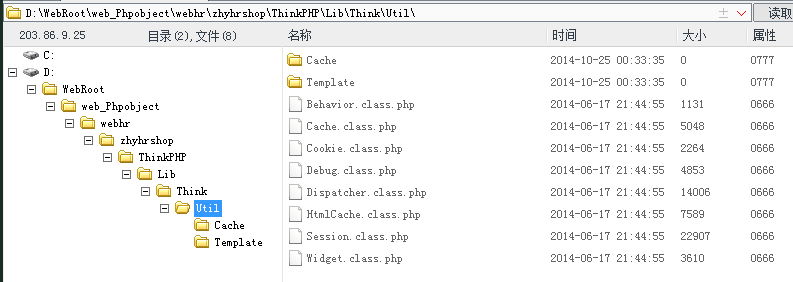 D:\WebRoot\web_Phpobject\webhr\zhyhrshop\ThinkPHP\Lib\Think\Util\ 读取
203.86.9.25 目录(2),文件(8) 名称 时间 大小 属性
C:
D:
WebRoot
web_Phpobject
webhr
zhyhrshop
ThinkPHP
Lib
Think
Util
Cache
Template
Cache 2014-10-25 00:33:35 0 0777
Template 2014-10-25 00:33:35 0 0777
Behavior.class.php 2014-06-17 21:44:55 1131 0666
Cache.class.php 2014-06-17 21:44:55 5048 0666
Cookie.class.php 2014-06-17 21:44:55 2264 0666
Debug.class.php 2014-06-17 21:44:55 4853 0666
Dispatcher.class.php 2014-06-17 21:44:55 14006 0666
HtmlCache.class.php 2014-06-17 21:44:55 7589 0666
Session.class.php 2014-06-17 21:44:55 22907 0666
Widget.class.php 2014-06-17 21:44:55 3610 0666